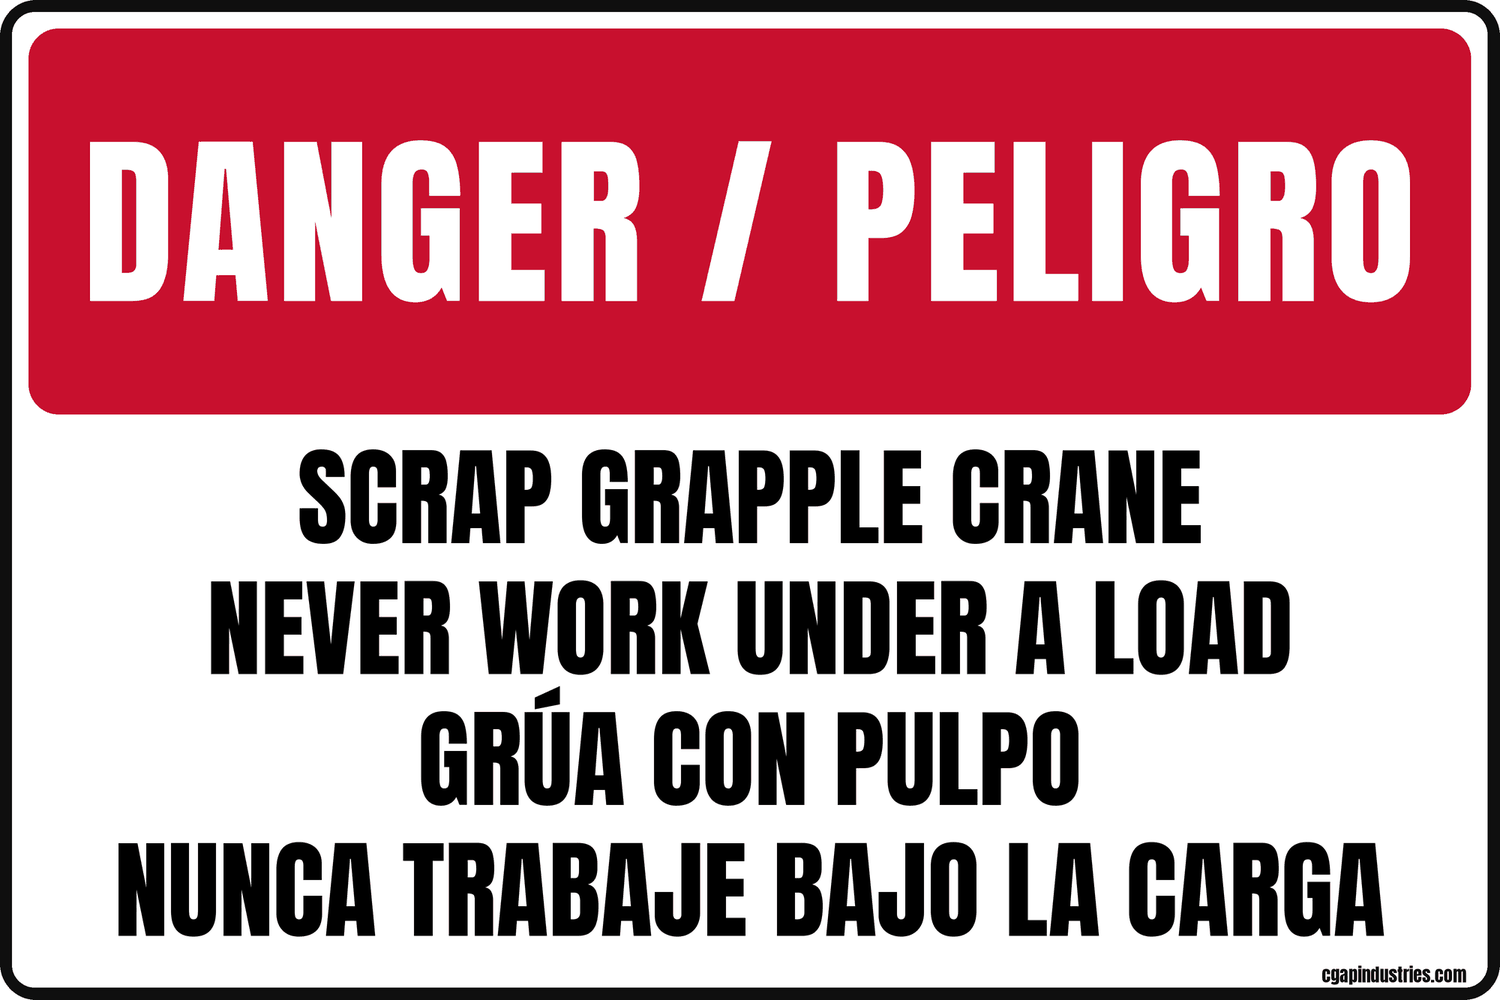 DANGER / PELIGRO
SCRAP GRAPPLE CRANE
NEVER WORK UNDER A LOAD
GRÚA CON PULPO
NUNCA TRABAJE BAJO LA CARGA
cgapindustries.com